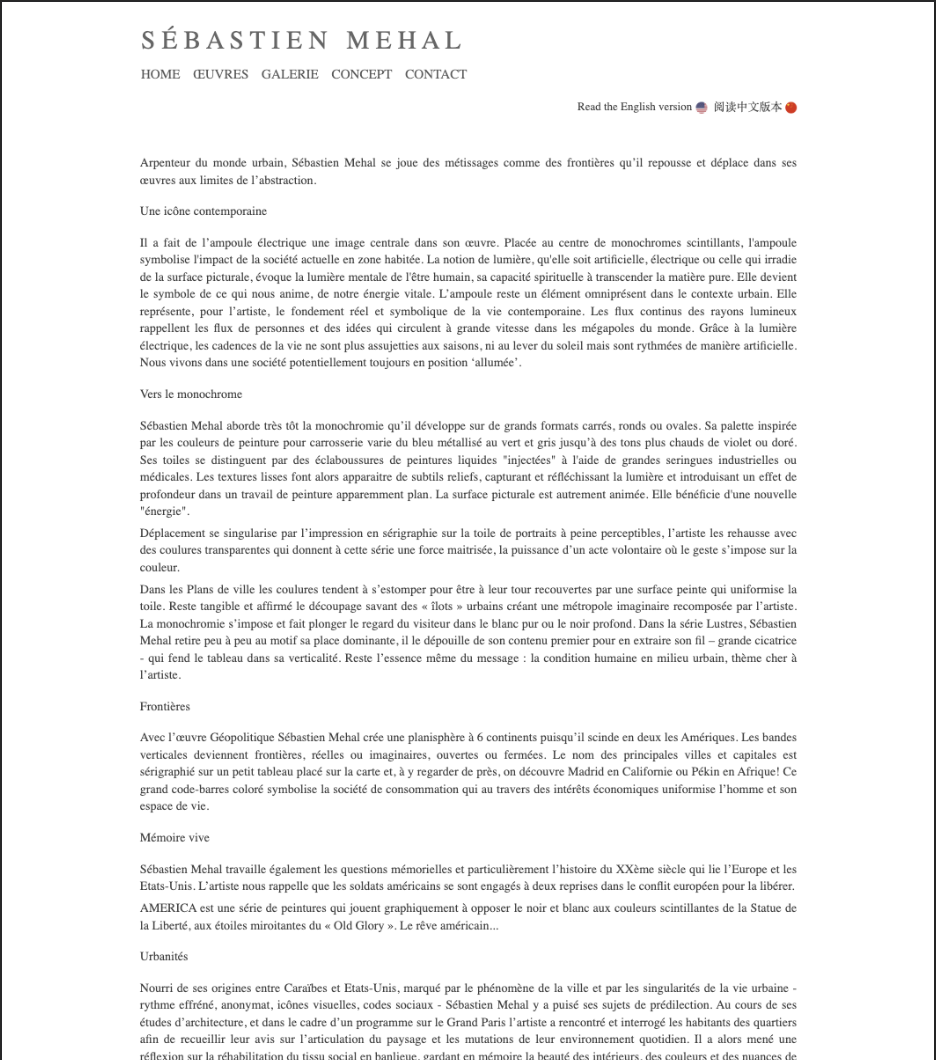 SÉBASTIEN MEHAL
HOME ŒUVRES GALERIE CONCEPT CONTACT
Read the English version 阅读中文版本
Arpenteur du monde urbain, Sébastien Mehal se joue des métissages comme des frontières qu’il repousse et déplace dans ses
œuvres aux limites de l’abstraction.
Une icône contemporaine
Il a fait de l’ampoule électrique une image centrale dans son œuvre. Placée au centre de monochromes scintillants, l'ampoule
symbolise l'impact de la société actuelle en zone habitée. La notion de lumière, qu'elle soit artificielle, électrique ou celle qui irradie
de la surface picturale, évoque la lumière mentale de l'être humain, sa capacité spirituelle à transcender la matière pure. Elle devient
le symbole de ce qui nous anime, de notre énergie vitale. L’ampoule reste un élément omniprésent dans le contexte urbain. Elle
représente, pour l’artiste, le fondement réel et symbolique de la vie contemporaine. Les flux continus des rayons lumineux
rappellent les flux de personnes et des idées qui circulent à grande vitesse dans les mégapoles du monde. Grâce à la lumière
électrique, les cadences de la vie ne sont plus assujetties aux saisons, ni au lever du soleil mais sont rythmées de manière artificielle.
Nous vivons dans une société potentiellement toujours en position ‘allumée’.
Vers le monochrome
Sébastien Mehal aborde très tôt la monochromie qu’il développe sur de grands formats carrés, ronds ou ovales. Sa palette inspirée
par les couleurs de peinture pour carrosserie varie du bleu métallisé au vert et gris jusqu’à des tons plus chauds de violet ou doré.
Ses toiles se distinguent par des éclaboussures de peintures liquides "injectées" à l'aide de grandes seringues industrielles ou
médicales. Les textures lisses font alors apparaitre de subtils reliefs, capturant et réfléchissant la lumière et introduisant un effet de
profondeur dans un travail de peinture apparemment plan. La surface picturale est autrement animée. Elle bénéficie d'une nouvelle
"énergie".
Déplacement se singularise par l’impression en sérigraphie sur la toile de portraits à peine perceptibles, l’artiste les rehausse avec
des coulures transparentes qui donnent à cette série une force maitrisée, la puissance d’un acte volontaire où le geste s’impose sur la
couleur.
Dans les Plans de ville les coulures tendent à s’estomper pour être à leur tour recouvertes par une surface peinte qui uniformise la
toile. Reste tangible et affirmé le découpage savant des « îlots » urbains créant une métropole imaginaire recomposée par l’artiste.
La monochromie s’impose et fait plonger le regard du visiteur dans le blanc pur ou le noir profond. Dans la série Lustres, Sébastien
Mehal retire peu à peu au motif sa place dominante, il le dépouille de son contenu premier pour en extraire son fil – grande cicatrice
- qui fend le tableau dans sa verticalité. Reste l’essence même du message : la condition humaine en milieu urbain, thème cher à
l’artiste.
Frontières
Avec l’œuvre Géopolitique Sébastien Mehal crée une planisphère à 6 continents puisqu’il scinde en deux les Amériques. Les bandes
verticales deviennent frontières, réelles ou imaginaires, ouvertes ou fermées. Le nom des principales villes et capitales est
sérigraphié sur un petit tableau placé sur la carte et, à y regarder de près, on découvre Madrid en Californie ou Pékin en Afrique! Ce
grand code-barres coloré symbolise la société de consommation qui au travers des intérêts économiques uniformise l’homme et son
espace de vie.
Mémoire vive
Sébastien Mehal travaille également les questions mémorielles et particulièrement l’histoire du XXème siècle qui lie l’Europe et les
Etats-Unis. L’artiste nous rappelle que les soldats américains se sont engagés à deux reprises dans le conflit européen pour la libérer.
AMERICA est une série de peintures qui jouent graphiquement à opposer le noir et blanc aux couleurs scintillantes de la Statue de
la Liberté, aux étoiles miroitantes du « Old Glory ». Le rêve américain...
Urbanités
Nourri de ses origines entre Caraïbes et Etats-Unis, marqué par le phénomène de la ville et par les singularités de la vie urbaine -
rythme effréné, anonymat, icônes visuelles, codes sociaux - Sébastien Mehal y a puisé ses sujets de prédilection. Au cours de ses
études d’architecture, et dans le cadre d’un programme sur le Grand Paris l’artiste a rencontré et interrogé les habitants des quartiers
afin de recueillir leur avis sur l’articulation du paysage et les mutations de leur environnement quotidien. Il a alors mené une
réflexion sur la réhabilitation du tissu social en banlieue, gardant en mémoire la beauté des intérieurs, des couleurs et des nuances de